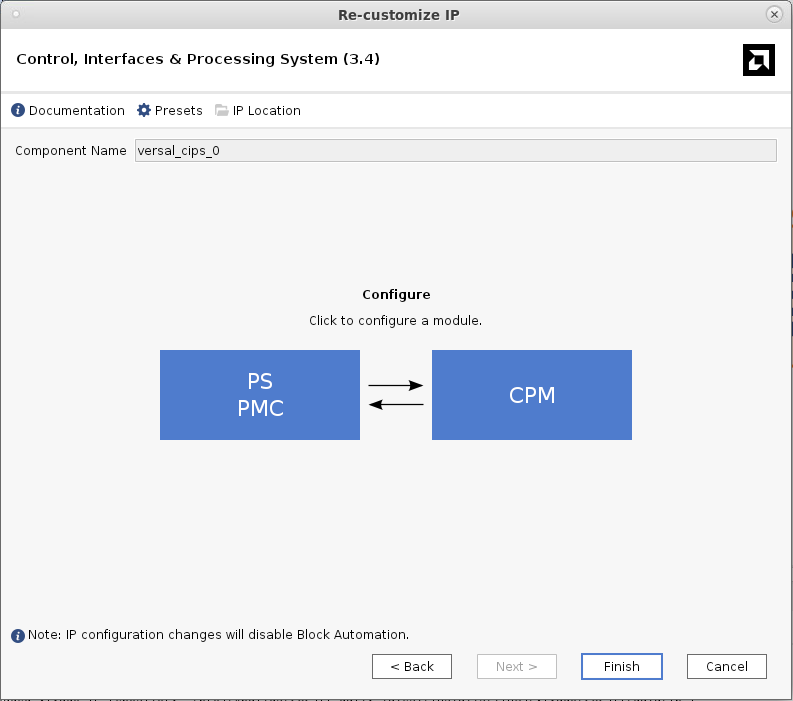 Re-customize IP
Control, Interfaces & Processing System (3.4)
Documentation Presets IP Location
Component Name versal_cips_0
Configure
Click to configure a module.
PS
PMC
CPM
Note: IP configuration changes will disable Block Automation.
< Back Next > Finish Cancel